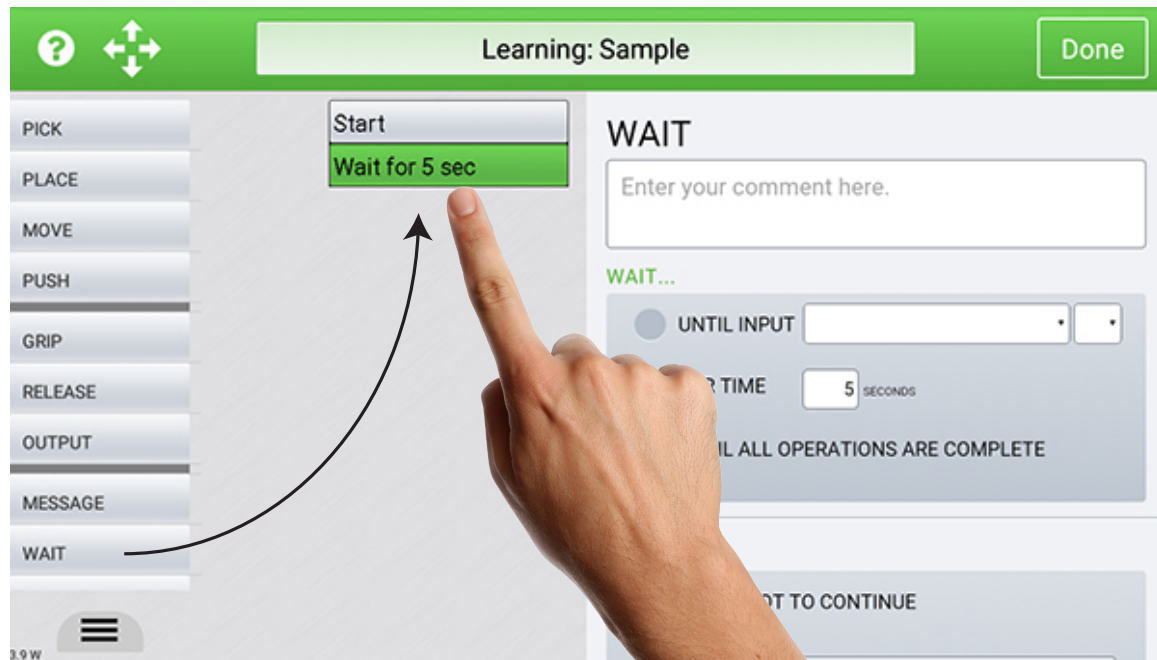 ?
Learning: Sample
Done
PICK
PLACE
MOVE
PUSH
GRIP
RELEASE
OUTPUT
MESSAGE
WAIT
3.9 W
Start
Wait for 5 sec
WAIT
Enter your comment here.
WAIT...
UNTIL INPUT
TIME
5 SECONDS
ALL OPERATIONS ARE COMPLETE
TO CONTINUE